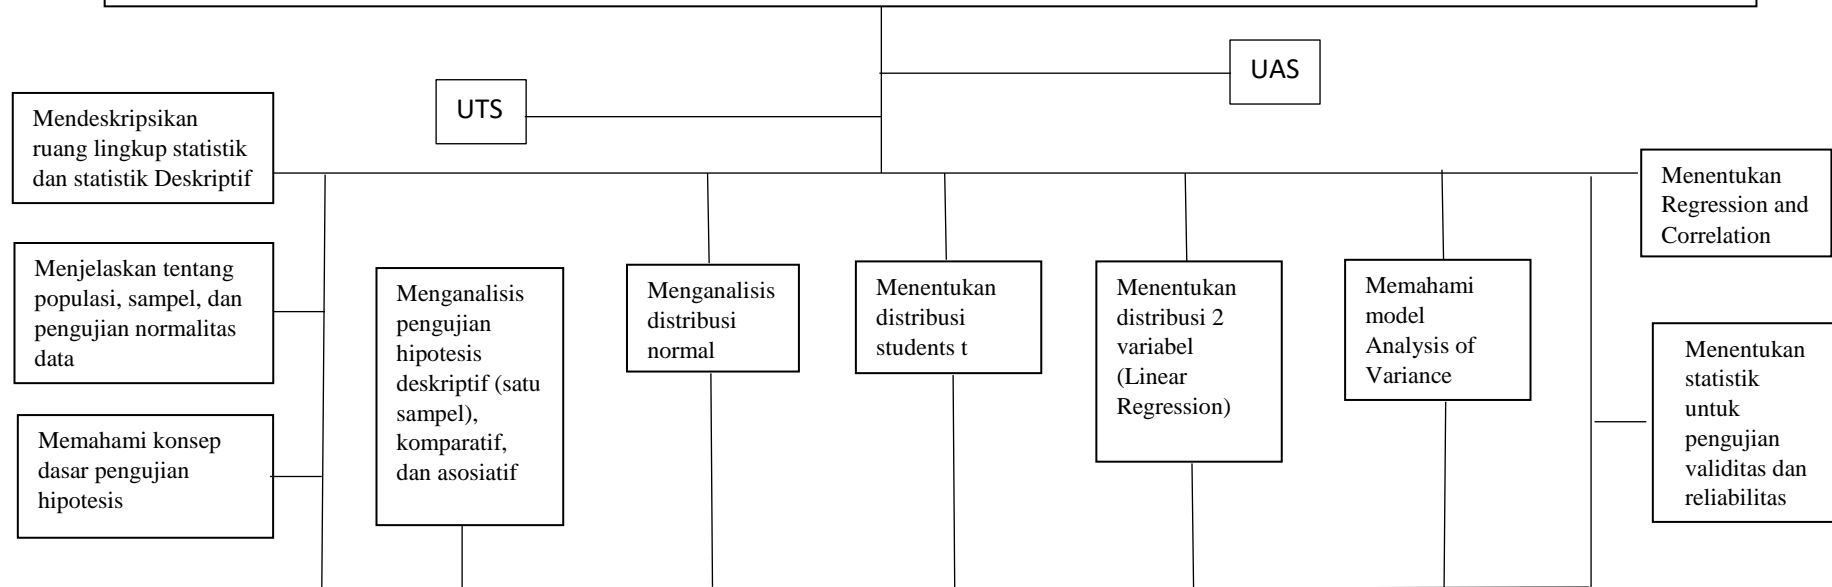 UAS
UTS
Mendeskripsikan
ruang lingkup statistik
dan statistik Deskriptif
Menentukan
Regression and
Correlation
Menjelaskan tentang
populasi, sampel, dan
pengujian normalitas
data
Menganalisis
pengujian
hipotesis
deskriptif (satu
sampel),
komparatif,
dan asosiatif
Menganalisis
distribusi
normal
Menentukan
distribusi
students t
Menentukan
distribusi 2
variabel
(Linear
Regression)
Memahami
model
Analysis of
Variance
Menentukan
statistik
untuk
pengujian
validitas dan
reliabilitas
Memahami konsep
dasar pengujian
hipotesis